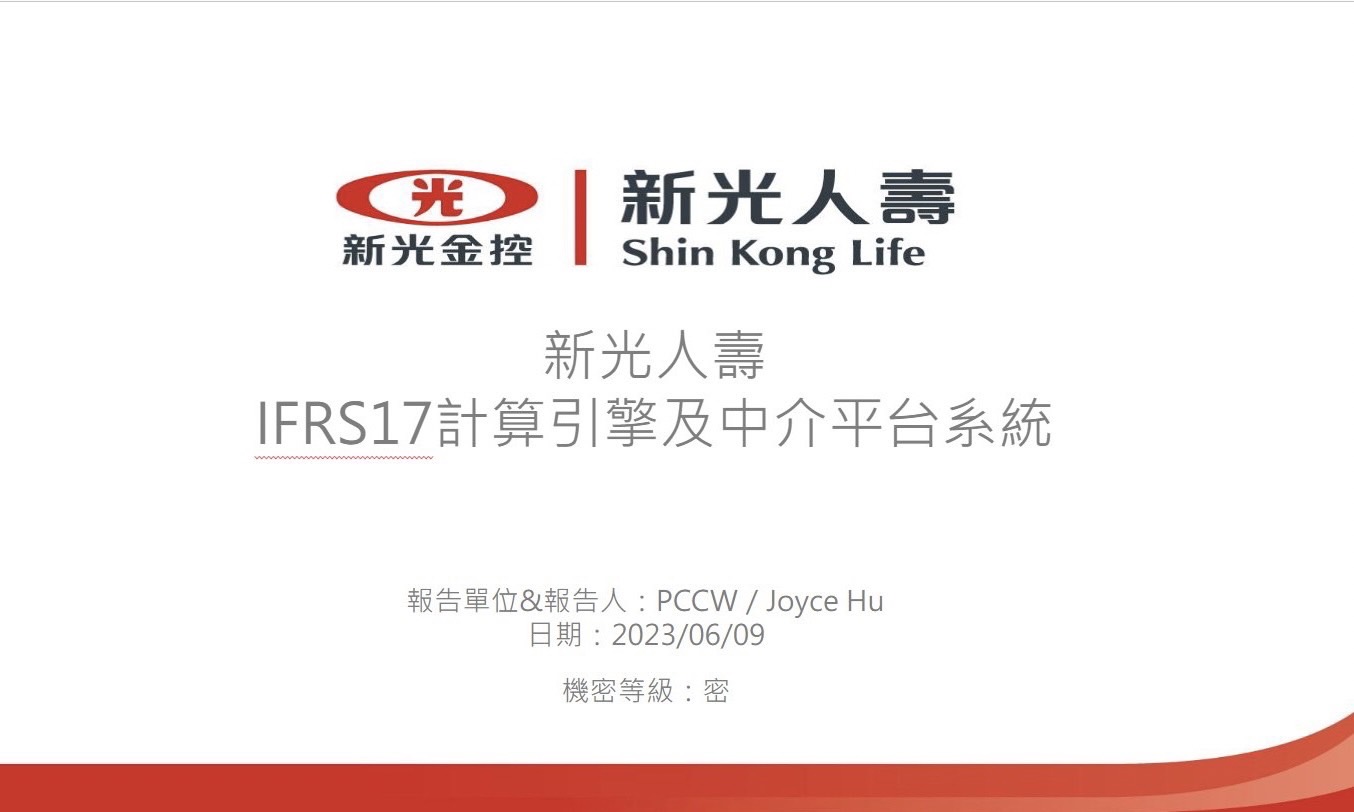 光
新光金控
新光人壽
Shin Kong Life
新光人壽
IFRS17計算引擎及中介平台系統
報告單位&報告人：PCCW / Joyce Hu
日期：2023/06/09
機密等級：密